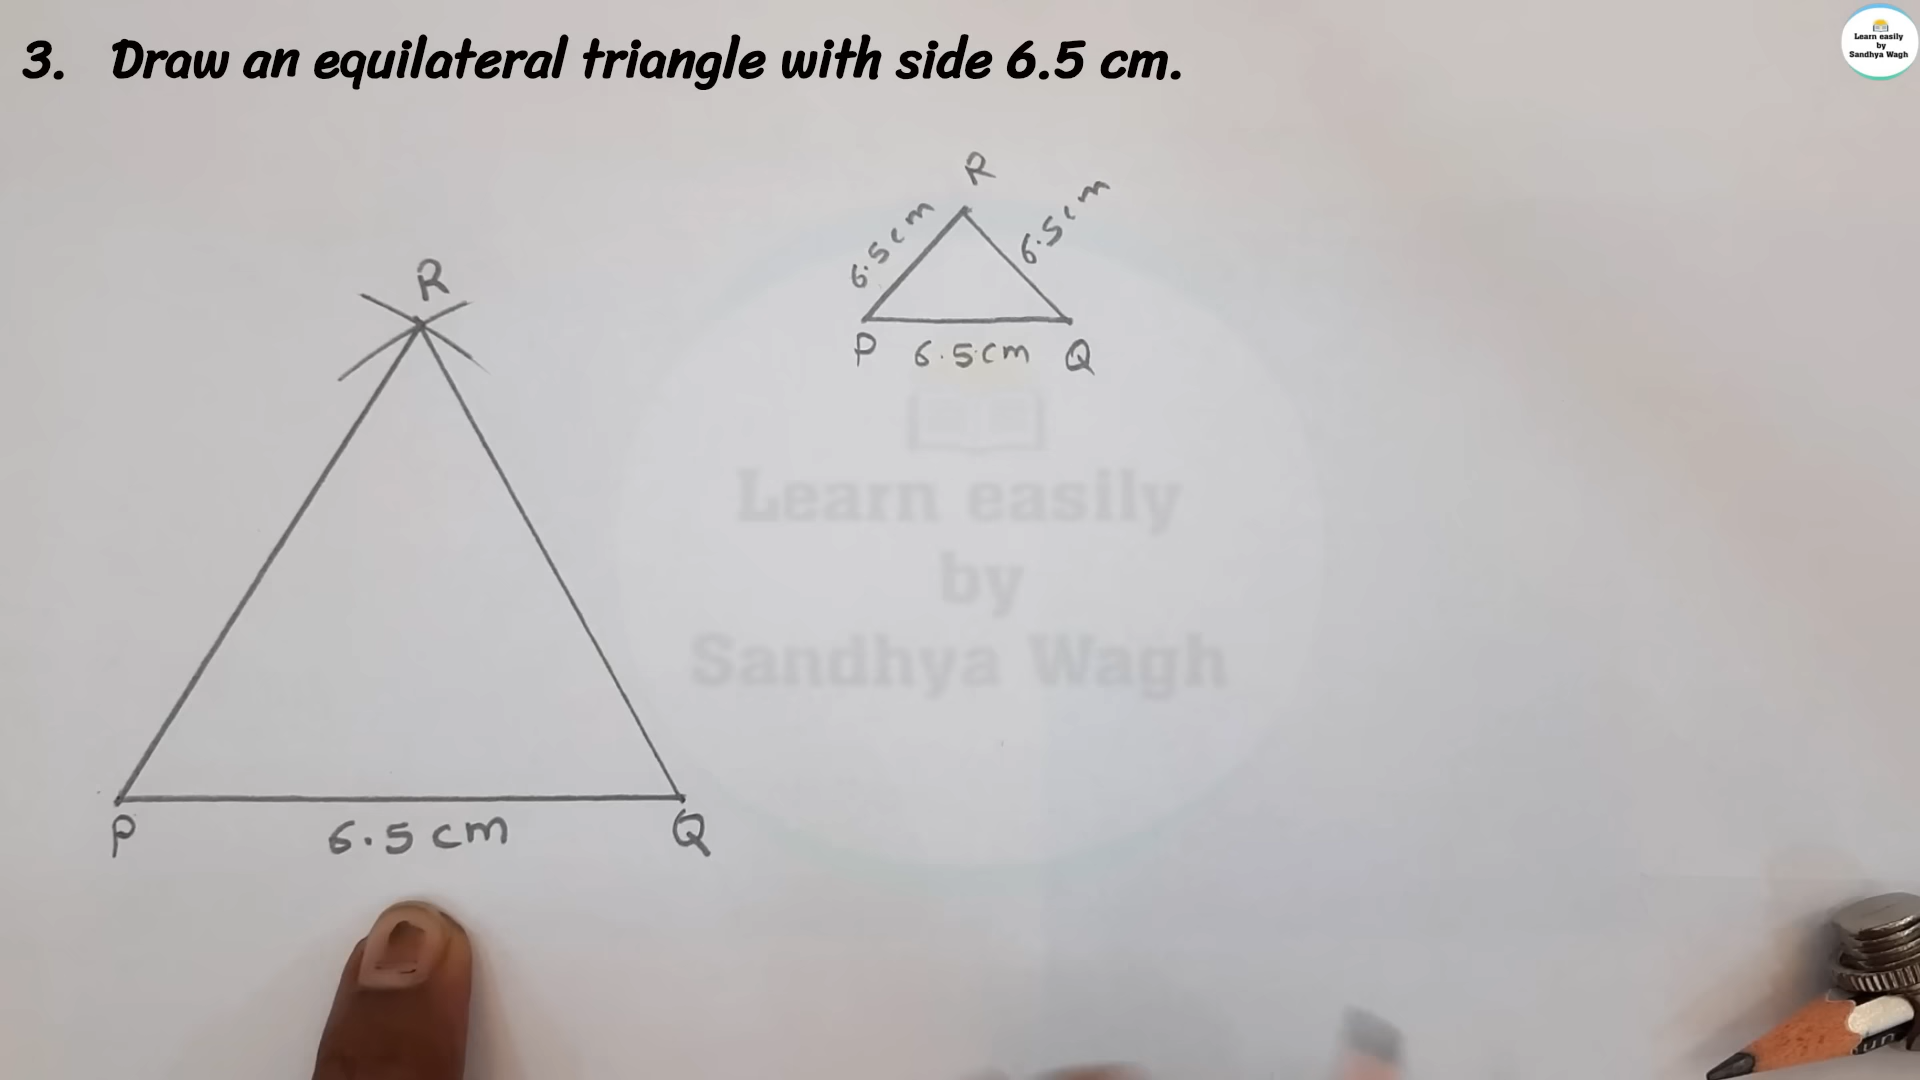 3. Draw an equilateral triangle with side 6.5 cm.
Learn easily
by
Sandhya Wagh
R
6.5cm
6.5cm
P 6.5cm Q
R
P 6.5 cm Q
Learn easily
by
Sandhya Wagh